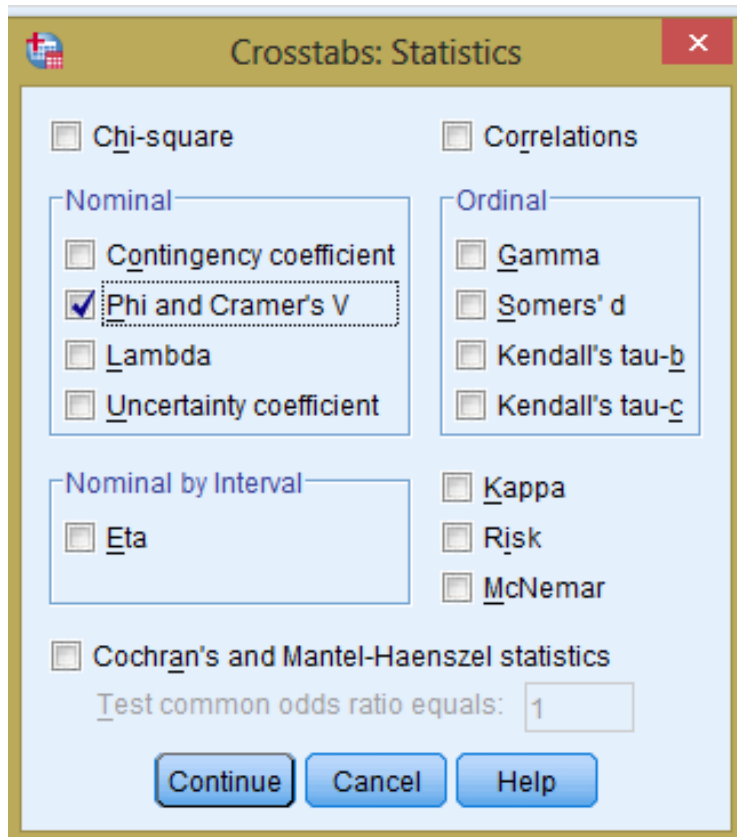 Crosstabs: Statistics
Chi-square
Correlations
Nominal
Contingency coefficient
Phi and Cramer's V
Lambda
Uncertainty coefficient
Ordinal
Gamma
Somers' d
Kendall's tau-b
Kendall's tau-c
Nominal by Interval
Eta
Kappa
Risk
McNemar
Cochran's and Mantel-Haenszel statistics
Test common odds ratio equals: 1
Continue Cancel Help